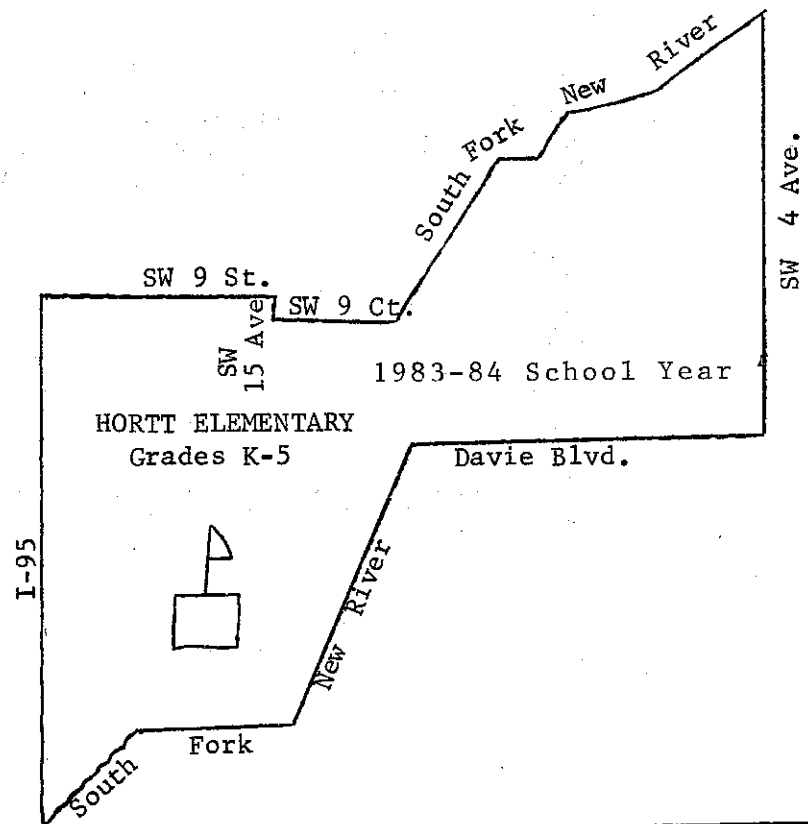 South Fork New River
SW 4 Ave.
SW 9 St.
SW 9 Ct.
SW
15 Ave
1983-84 School Year
HORTT ELEMENTARY
Grades K-5
Davie Blvd.
I-95
South Fork New River